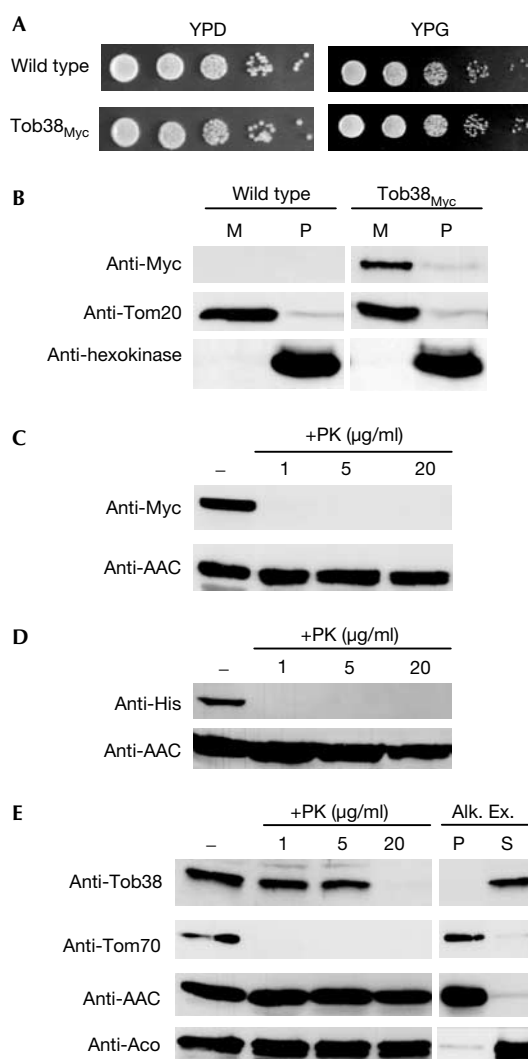 A
YPD YPG
Wild type
Tob38Myc
B
Wild type Tob38Myc
M P M P
Anti-Myc
Anti-Tom20
Anti-hexokinase
C
+PK (µg/ml)
– 1 5 20
Anti-Myc
Anti-AAC
D
+PK (µg/ml)
– 1 5 20
Anti-His
Anti-AAC
E
+PK (µg/ml) Alk. Ex.
– 1 5 20 P S
Anti-Tob38
Anti-Tom70
Anti-AAC
Anti-Aco